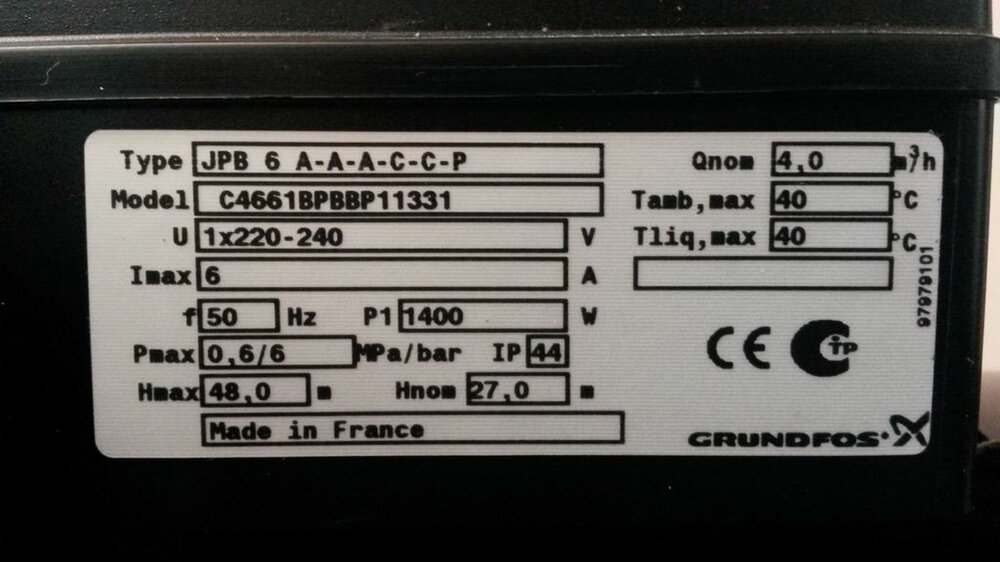 Type JPB 6 A-A-A-C-C-P
Model C4661BPBBP11331
U 1x220-240 V
Imax 6 A
f 50 Hz P1 1400 W
Pmax 0,6/6 MPa/bar IP 44
Hmax 48,0 m Hnom 27,0 m
Made in France
Qnom 4,0 m³/h
Tamb,max 40 °C
Tliq,max 40 °C
97979101
CE TP
GRUNDFOS